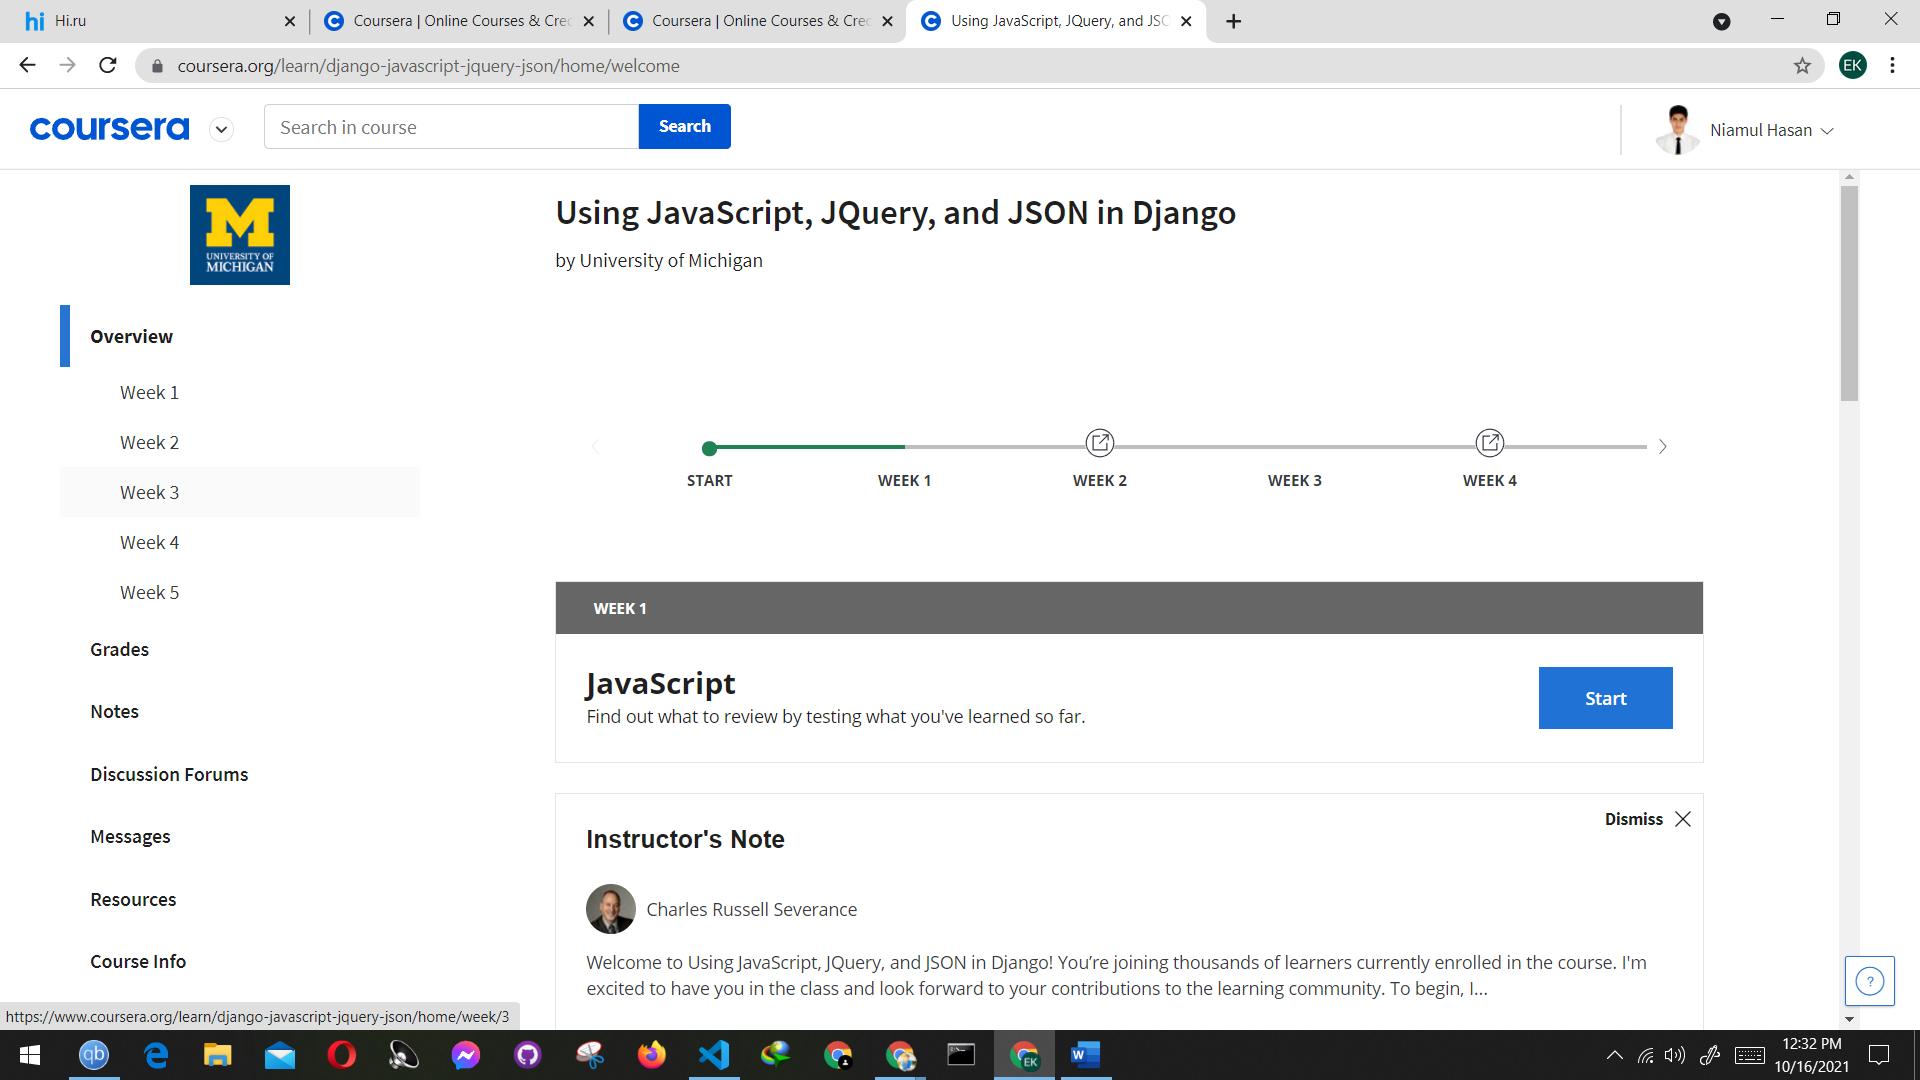 Hi.ru
Coursera | Online Courses & Cre
Coursera | Online Courses & Cre
Using JavaScript, JQuery, and JS
coursera.org/learn/django-javascript-jquery-json/home/welcome
EK
coursera
Search in course
Search
Niamul Hasan
M
UNIVERSITY OF
MICHIGAN
Using JavaScript, JQuery, and JSON in Django
by University of Michigan
Overview
Week 1
Week 2
Week 3
Week 4
Week 5
Grades
Notes
Discussion Forums
Messages
Resources
Course Info
START
WEEK 1
WEEK 2
WEEK 3
WEEK 4
WEEK 1
JavaScript
Find out what to review by testing what you've learned so far.
Start
Dismiss
Instructor's Note
Charles Russell Severance
Welcome to Using JavaScript, JQuery, and JSON in Django! You’re joining thousands of learners currently enrolled in the course. I'm
excited to have you in the class and look forward to your contributions to the learning community. To begin, I...
?
https://www.coursera.org/learn/django-javascript-jquery-json/home/week/3
12:32 PM
10/16/2021